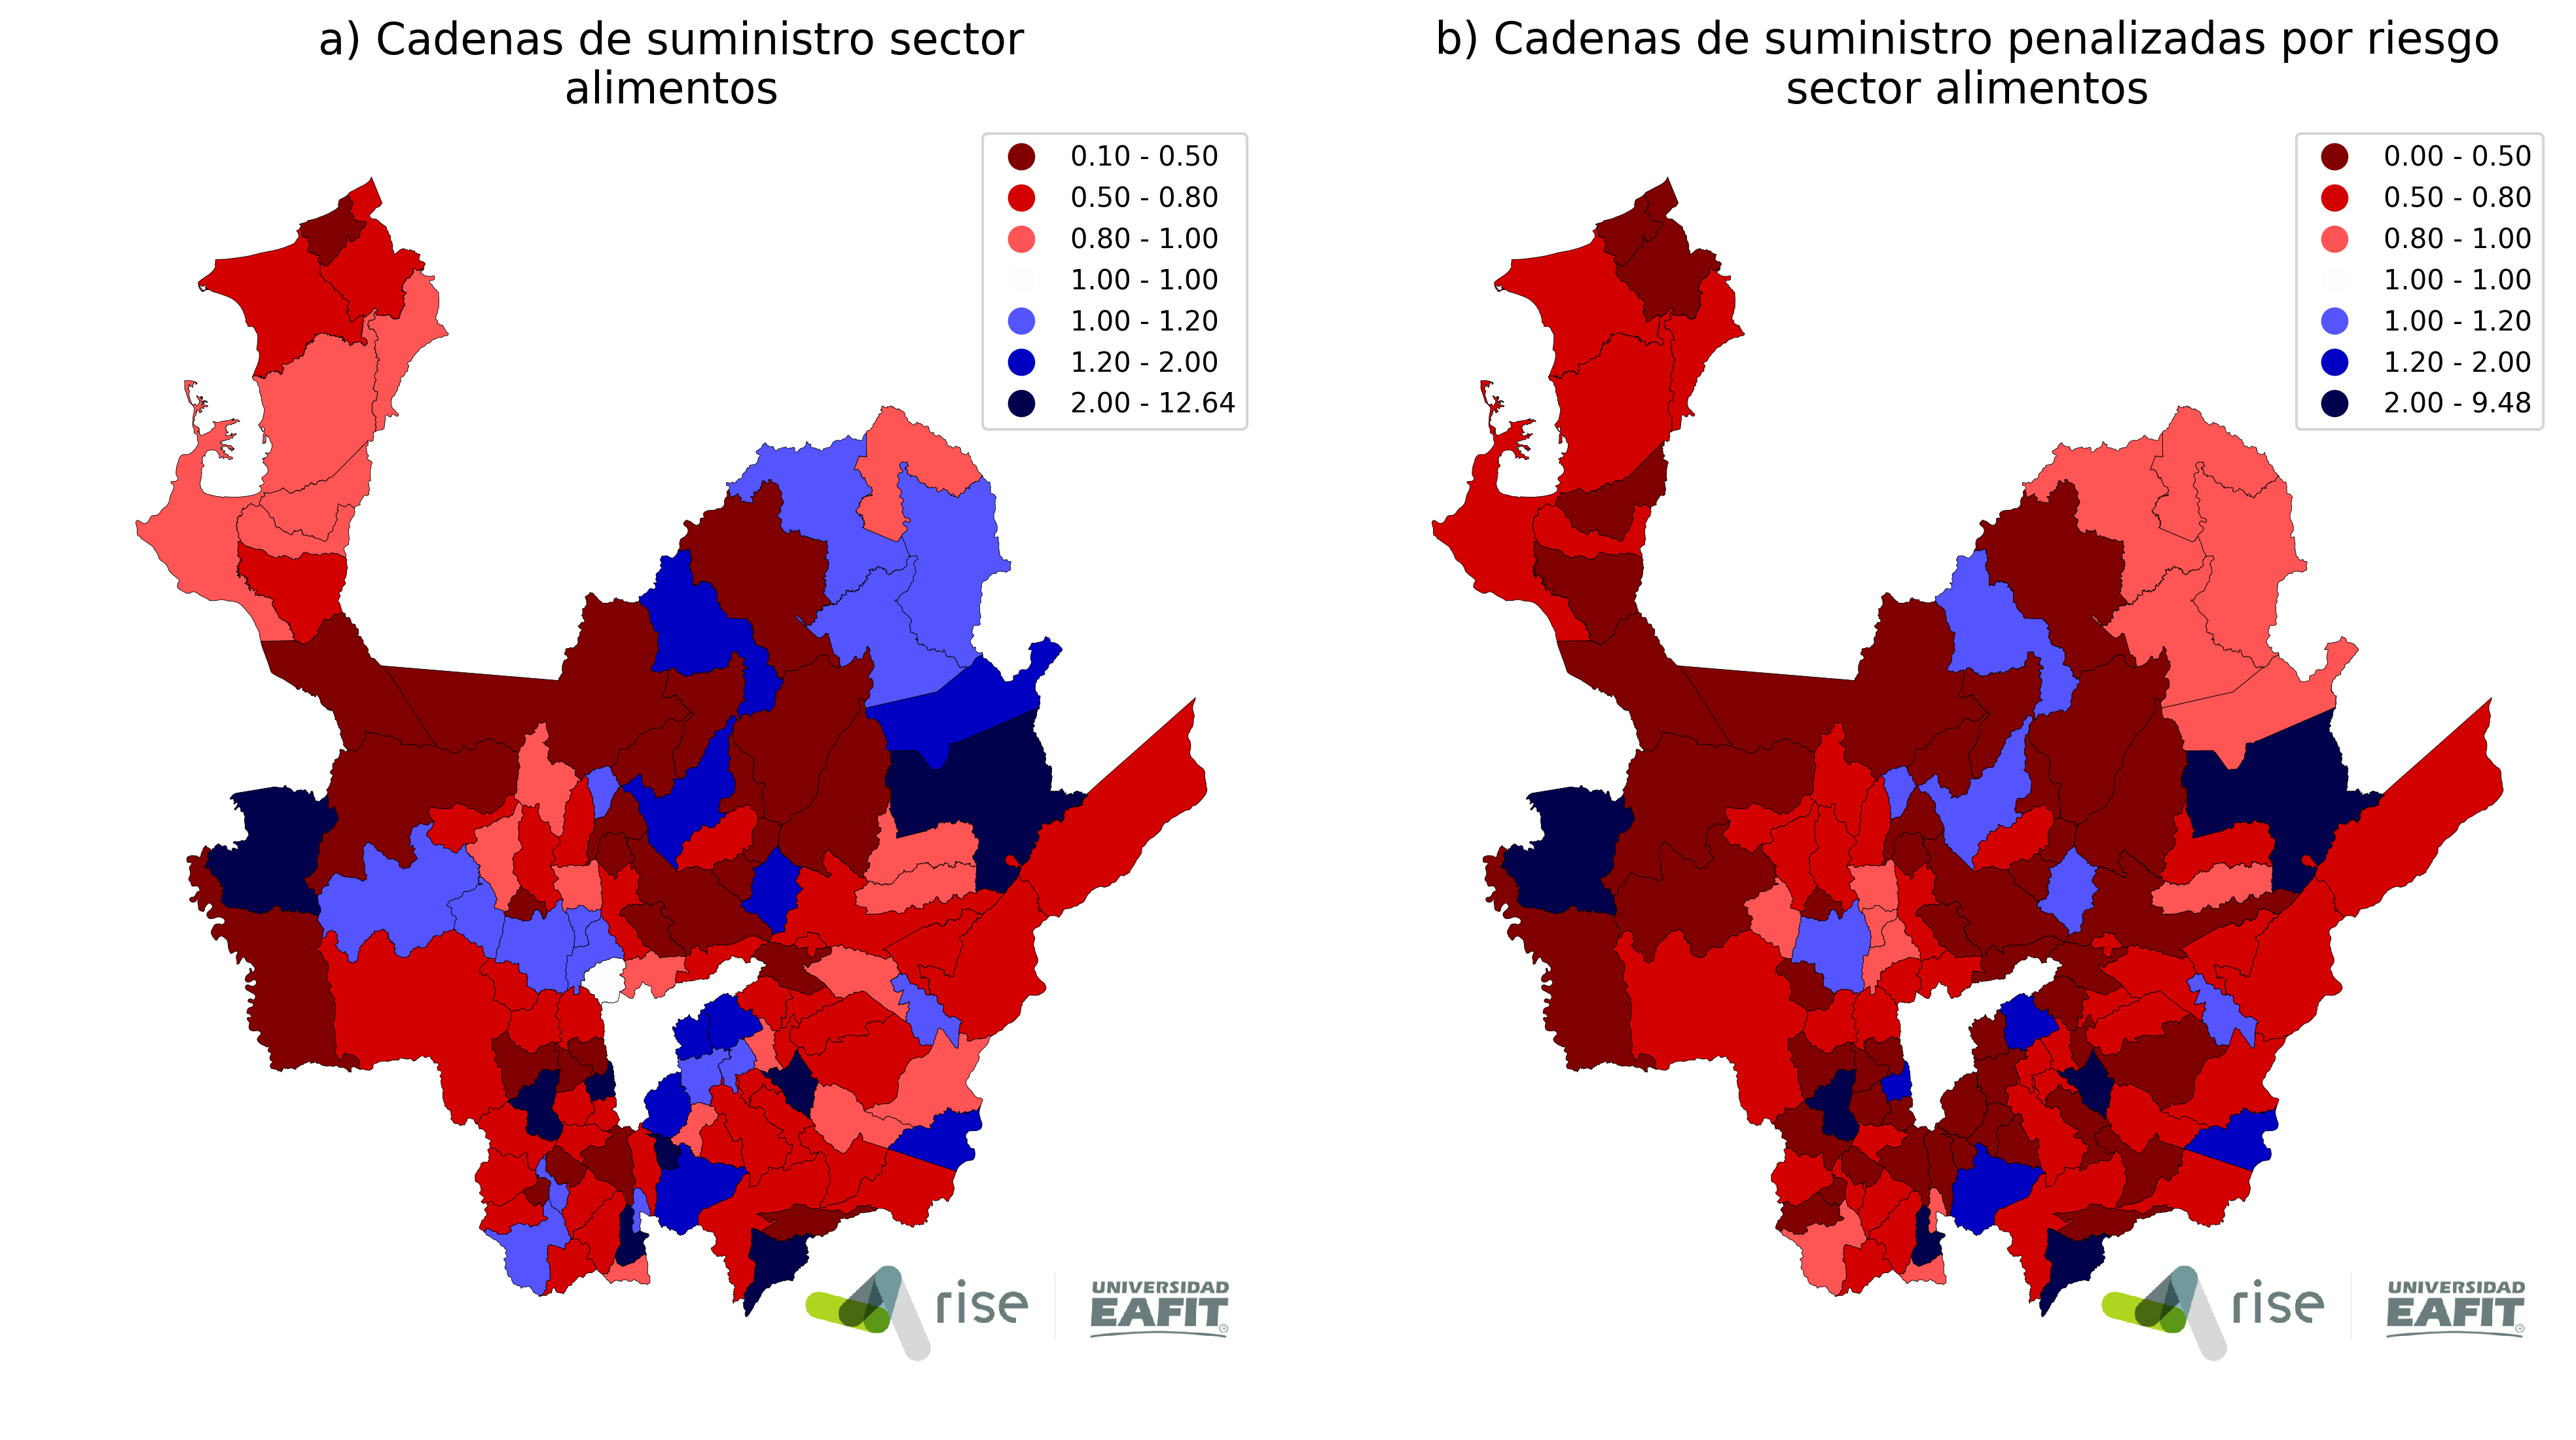 a) Cadenas de suministro sector
alimentos
0.10 - 0.50
0.50 - 0.80
0.80 - 1.00
1.00 - 1.00
1.00 - 1.20
1.20 - 2.00
2.00 - 12.64
rise
UNIVERSIDAD
EAFIT
b) Cadenas de suministro penalizadas por riesgo
sector alimentos
0.00 - 0.50
0.50 - 0.80
0.80 - 1.00
1.00 - 1.00
1.00 - 1.20
1.20 - 2.00
2.00 - 9.48
rise
UNIVERSIDAD
EAFIT